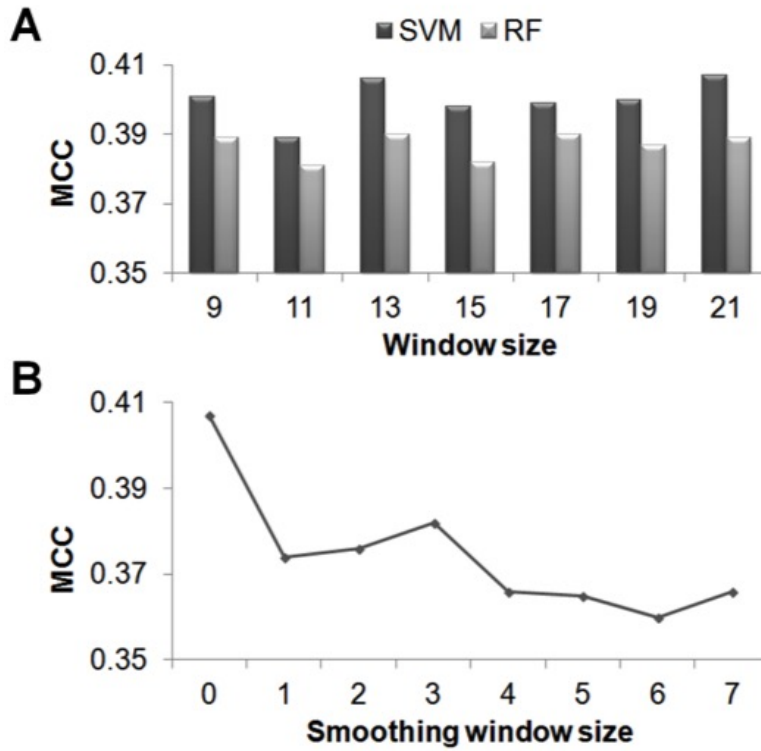 A
SVM RF
MCC
0.41
0.39
0.37
0.35
9 11 13 15 17 19 21
Window size
B
MCC
0.41
0.39
0.37
0.35
0 1 2 3 4 5 6 7
Smoothing window size